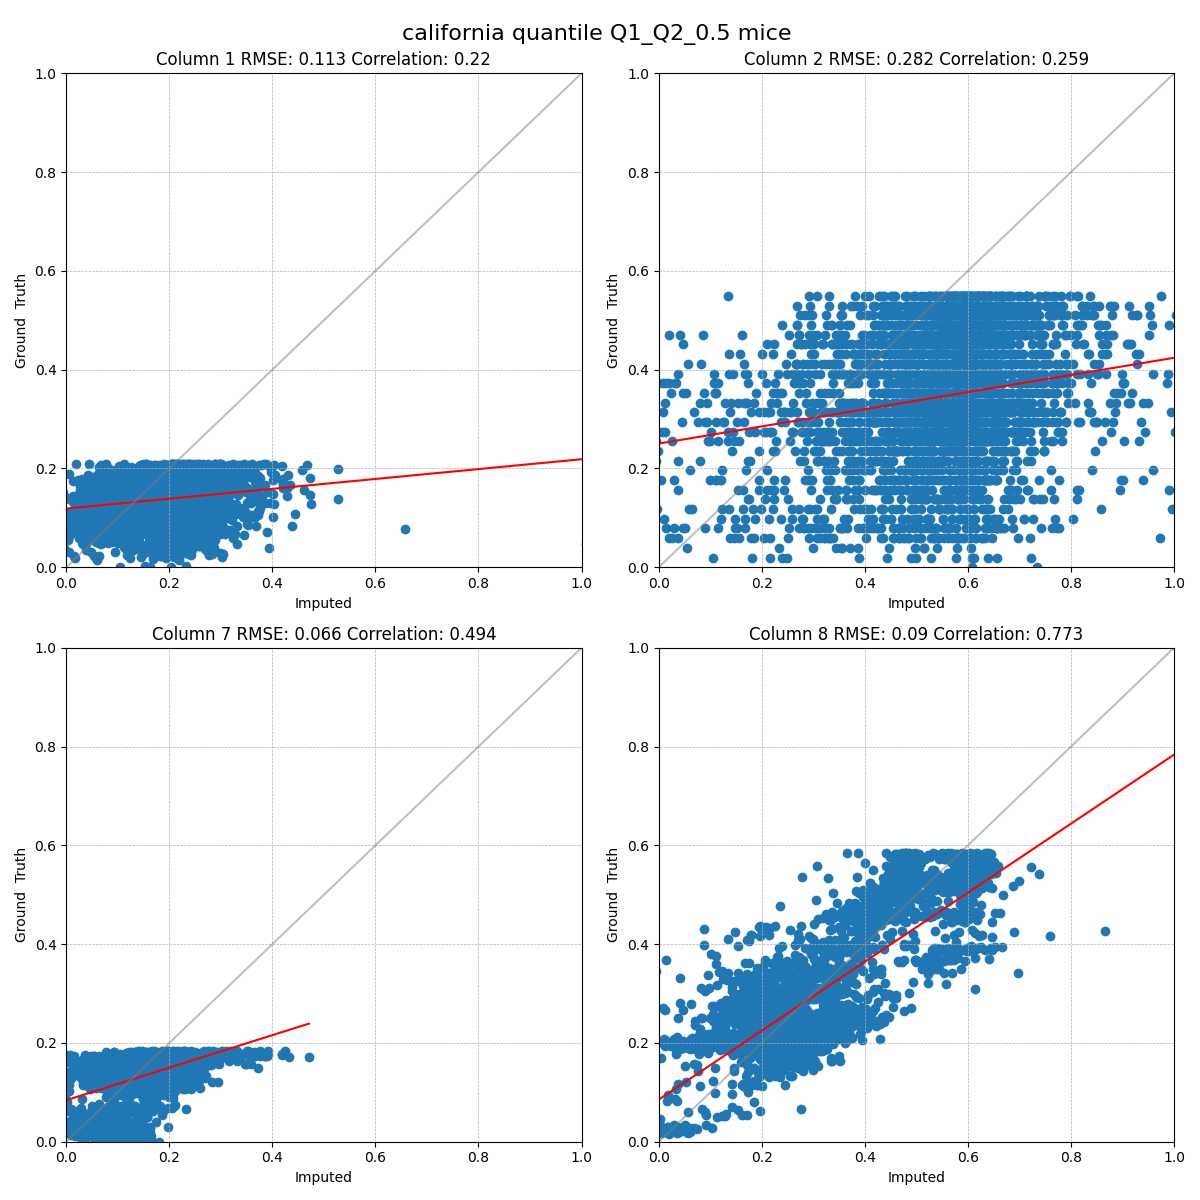 california quantile Q1_Q2_0.5 mice
Column 1 RMSE: 0.113 Correlation: 0.22
1.0
0.8
0.6
0.4
0.2
0.0
Ground Truth
0.0 0.2 0.4 0.6 0.8 1.0
Imputed
Column 2 RMSE: 0.282 Correlation: 0.259
1.0
0.8
0.6
0.4
0.2
0.0
Ground Truth
0.0 0.2 0.4 0.6 0.8 1.0
Imputed
Column 7 RMSE: 0.066 Correlation: 0.494
1.0
0.8
0.6
0.4
0.2
0.0
Ground Truth
0.0 0.2 0.4 0.6 0.8 1.0
Imputed
Column 8 RMSE: 0.09 Correlation: 0.773
1.0
0.8
0.6
0.4
0.2
0.0
Ground Truth
0.0 0.2 0.4 0.6 0.8 1.0
Imputed